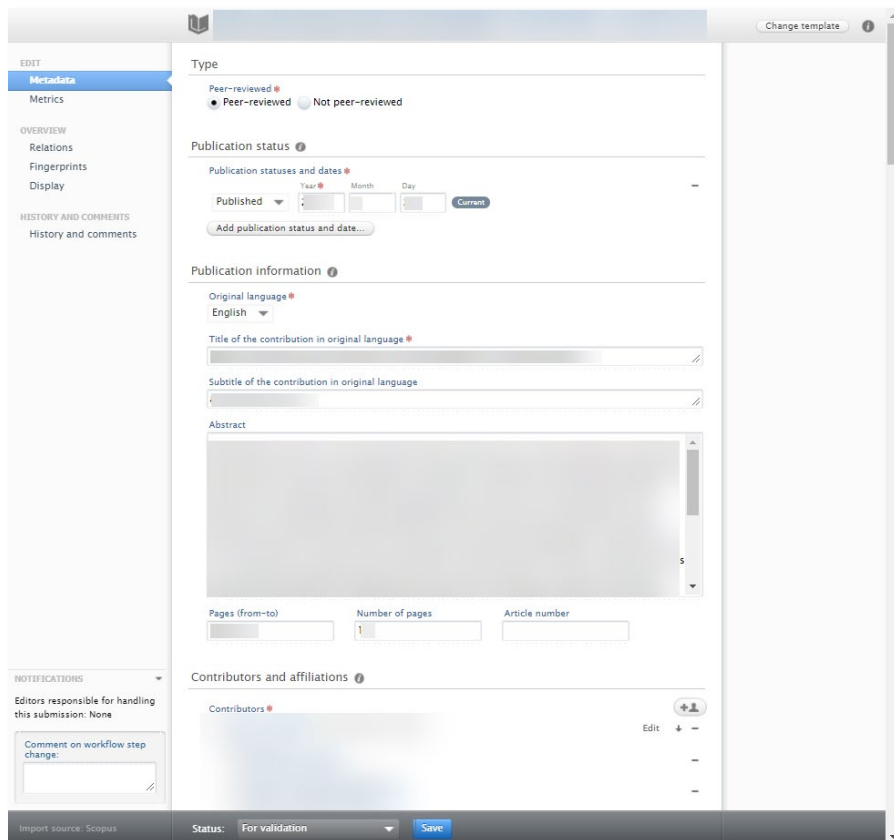 Change template
EDIT
Metadata
Metrics
OVERVIEW
Relations
Fingerprints
Display
HISTORY AND COMMENTS
History and comments
Type
Peer-reviewed *
Peer-reviewed Not peer-reviewed
Publication status
Publication statuses and dates *
Year * Month Day
Published Current
Add publication status and date...
Publication information
Original language *
English
Title of the contribution in original language *
Subtitle of the contribution in original language
Abstract
s
Pages (from-to) Number of pages Article number
1
Contributors and affiliations
Contributors *
Edit
NOTIFICATIONS
Editors responsible for handling
this submission: None
Comment on workflow step
change:
Import source: Scopus
Status: For validation Save